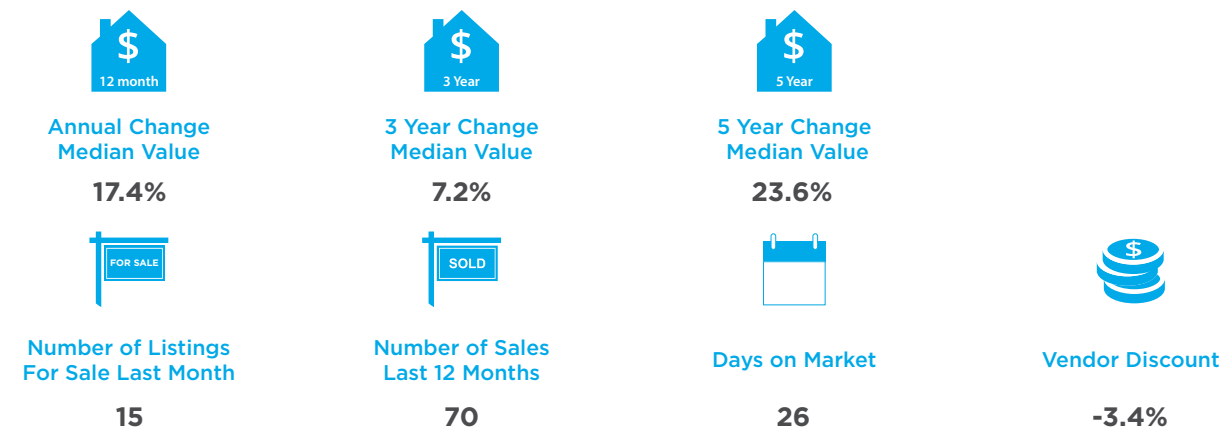 $
12 month
Annual Change
Median Value
17.4%
$
3 Year
3 Year Change
Median Value
7.2%
$
5 Year
5 Year Change
Median Value
23.6%
FOR SALE
Number of Listings
For Sale Last Month
15
SOLD
Number of Sales
Last 12 Months
70
Days on Market
26
$
Vendor Discount
-3.4%